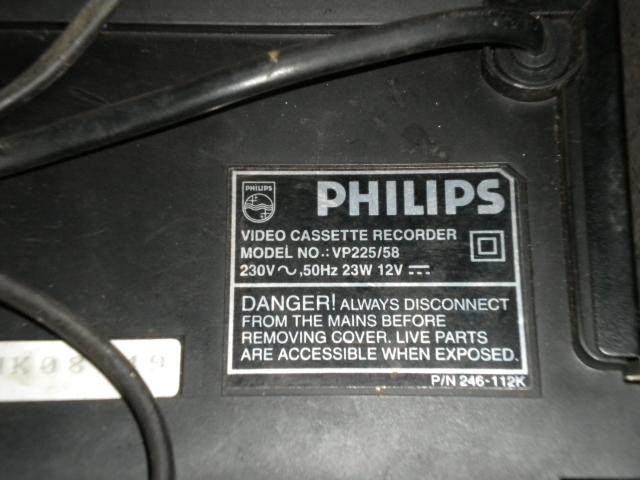 PHILIPS
PHILIPS
VIDEO CASSETTE RECORDER
MODEL NO.: VP225/58
230V ~ ,50Hz 23W 12V ⎓
DANGER! ALWAYS DISCONNECT
FROM THE MAINS BEFORE
REMOVING COVER. LIVE PARTS
ARE ACCESSIBLE WHEN EXPOSED.
P/N 246-112K